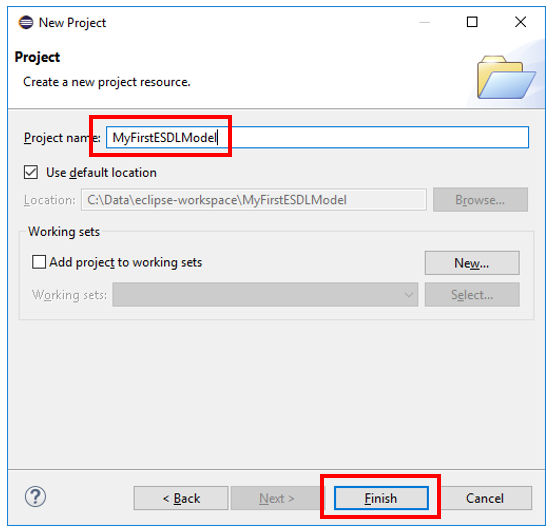 New Project
Project
Create a new project resource.
Project name: MyFirstESDLModel
Use default location
Location: C:\Data\eclipse-workspace\MyFirstESDLModel Browse...
Working sets
Add project to working sets New...
Working sets: Select...
? < Back Next > Finish Cancel